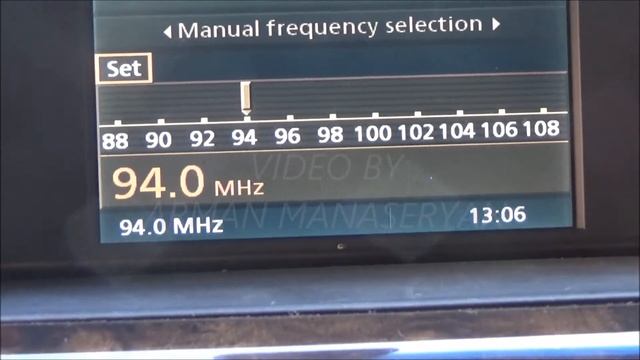 ◂ Manual frequency selection ▸
Set
88 90 92 94 96 98 100 102 104 106 108
94.0 MHz
VIDEO BY
ARMAN MANASERYAN
94.0 MHz 13:06